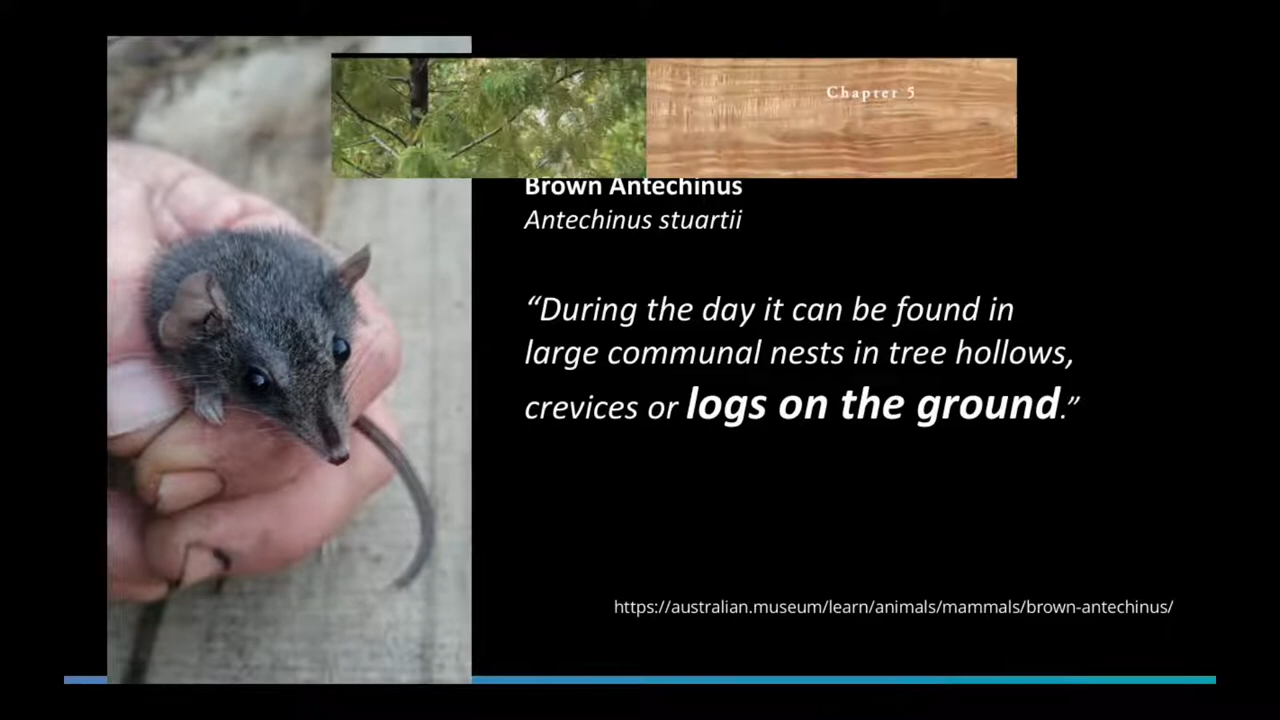 Chapter 5
Brown Antechinus
Antechinus stuartii
“During the day it can be found in
large communal nests in tree hollows,
crevices or logs on the ground.”
https://australian.museum/learn/animals/mammals/brown-antechinus/